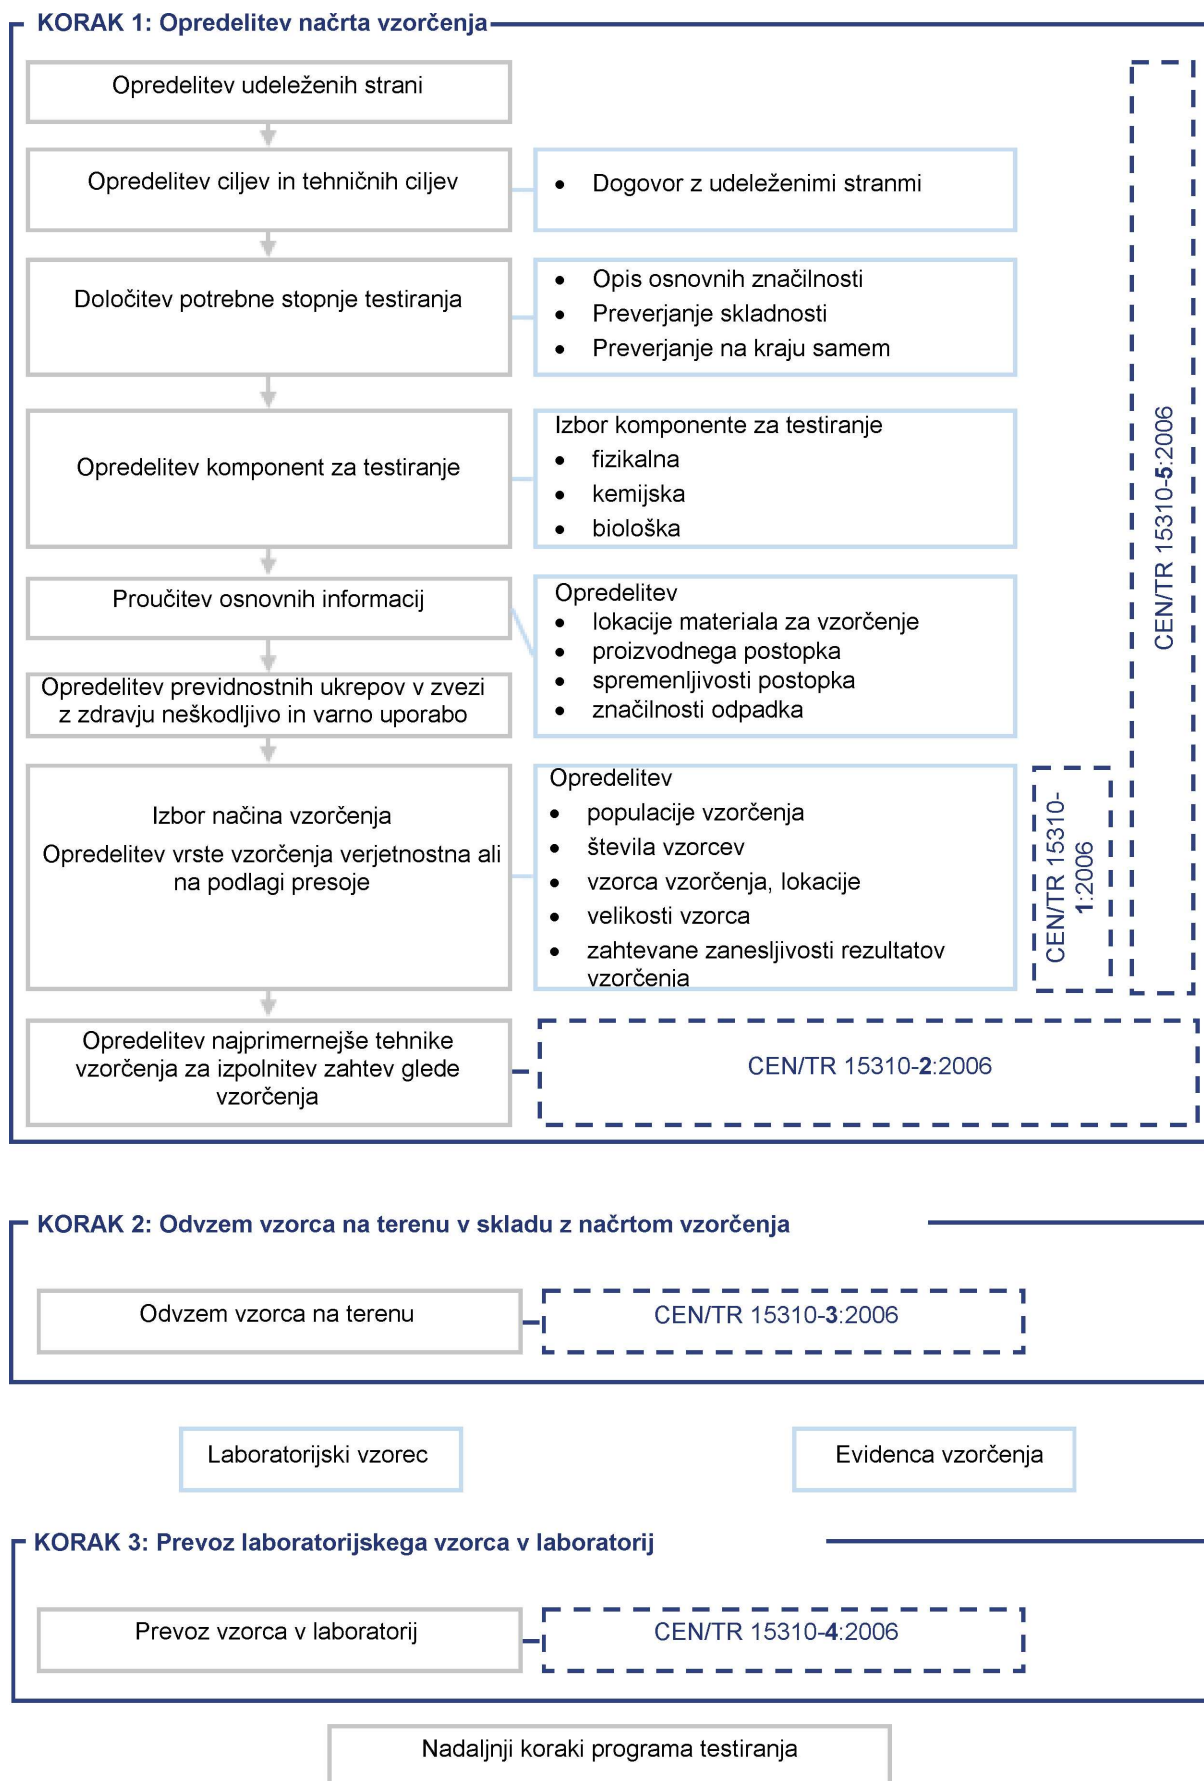 KORAK 1: Opredelitev načrta vzorčenja
Opredelitev udeleženih strani
Opredelitev ciljev in tehničnih ciljev
• Dogovor z udeleženimi stranmi
Določitev potrebne stopnje testiranja
• Opis osnovnih značilnosti
• Preverjanje skladnosti
• Preverjanje na kraju samem
Opredelitev komponent za testiranje
Izbor komponente za testiranje
• fizikalna
• kemijska
• biološka
Proučitev osnovnih informacij
Opredelitev
• lokacije materiala za vzorčenje
• proizvodnega postopka
• spremenljivosti postopka
• značilnosti odpadka
Opredelitev previdnostnih ukrepov v zvezi
z zdravju neškodljivo in varno uporabo
Izbor načina vzorčenja
Opredelitev vrste vzorčenja verjetnostna ali
na podlagi presoje
Opredelitev
• populacije vzorčenja
• števila vzorcev
• vzorca vzorčenja, lokacije
• velikosti vzorca
• zahtevane zanesljivosti rezultatov
vzorčenja
CEN/TR 15310-
1:2006
CEN/TR 15310-5:2006
Opredelitev najprimernejše tehnike
vzorčenja za izpolnitev zahtev glede
vzorčenja
CEN/TR 15310-2:2006
KORAK 2: Odvzem vzorca na terenu v skladu z načrtom vzorčenja
Odvzem vzorca na terenu
CEN/TR 15310-3:2006
Laboratorijski vzorec
Evidenca vzorčenja
KORAK 3: Prevoz laboratorijskega vzorca v laboratorij
Prevoz vzorca v laboratorij
CEN/TR 15310-4:2006
Nadaljnji koraki programa testiranja